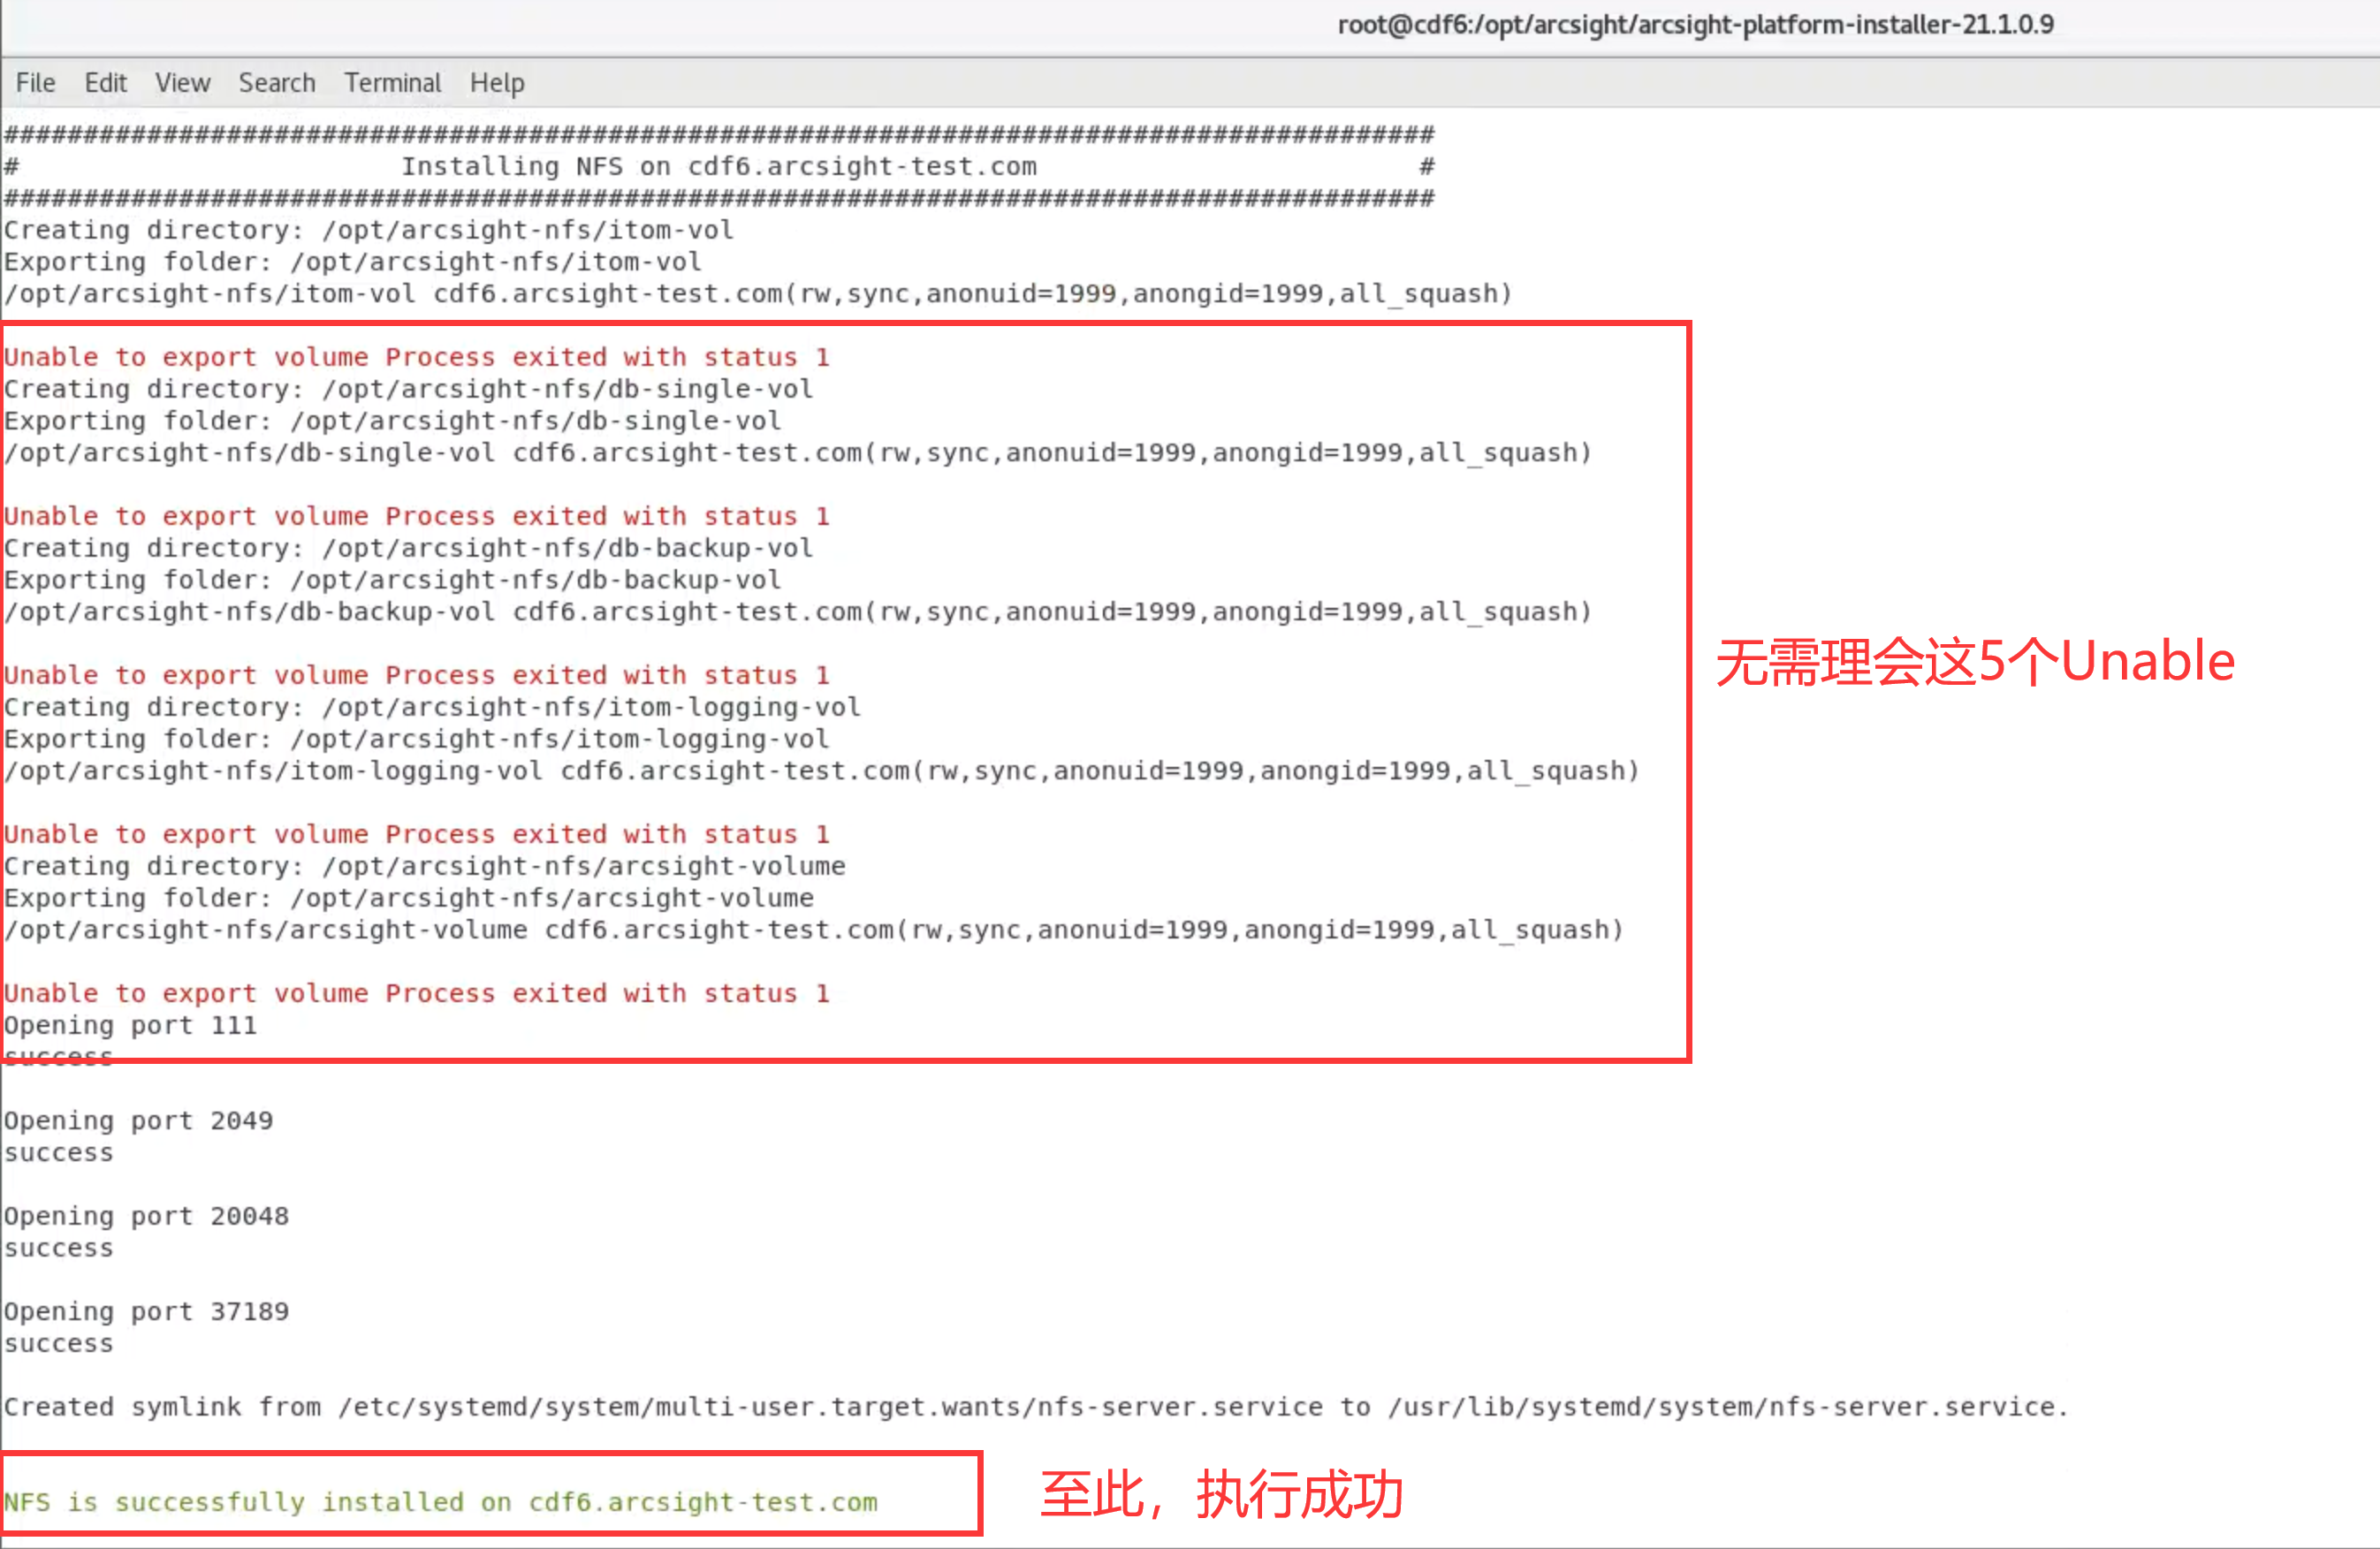 root@cdf6:/opt/arcsight/arcsight-platform-installer-21.1.0.9
File Edit View Search Terminal Help
##########################################################################################
# Installing NFS on cdf6.arcsight-test.com #
##########################################################################################
Creating directory: /opt/arcsight-nfs/itom-vol
Exporting folder: /opt/arcsight-nfs/itom-vol
/opt/arcsight-nfs/itom-vol cdf6.arcsight-test.com(rw,sync,anonuid=1999,anongid=1999,all_squash)
Unable to export volume Process exited with status 1
Creating directory: /opt/arcsight-nfs/db-single-vol
Exporting folder: /opt/arcsight-nfs/db-single-vol
/opt/arcsight-nfs/db-single-vol cdf6.arcsight-test.com(rw,sync,anonuid=1999,anongid=1999,all_squash)
Unable to export volume Process exited with status 1
Creating directory: /opt/arcsight-nfs/db-backup-vol
Exporting folder: /opt/arcsight-nfs/db-backup-vol
/opt/arcsight-nfs/db-backup-vol cdf6.arcsight-test.com(rw,sync,anonuid=1999,anongid=1999,all_squash)
无需理会这5个Unable
Unable to export volume Process exited with status 1
Creating directory: /opt/arcsight-nfs/itom-logging-vol
Exporting folder: /opt/arcsight-nfs/itom-logging-vol
/opt/arcsight-nfs/itom-logging-vol cdf6.arcsight-test.com(rw,sync,anonuid=1999,anongid=1999,all_squash)
Unable to export volume Process exited with status 1
Creating directory: /opt/arcsight-nfs/arcsight-volume
Exporting folder: /opt/arcsight-nfs/arcsight-volume
/opt/arcsight-nfs/arcsight-volume cdf6.arcsight-test.com(rw,sync,anonuid=1999,anongid=1999,all_squash)
Unable to export volume Process exited with status 1
Opening port 111
success
Opening port 2049
success
Opening port 20048
success
Opening port 37189
success
Created symlink from /etc/systemd/system/multi-user.target.wants/nfs-server.service to /usr/lib/systemd/system/nfs-server.service.
NFS is successfully installed on cdf6.arcsight-test.com
至此，执行成功